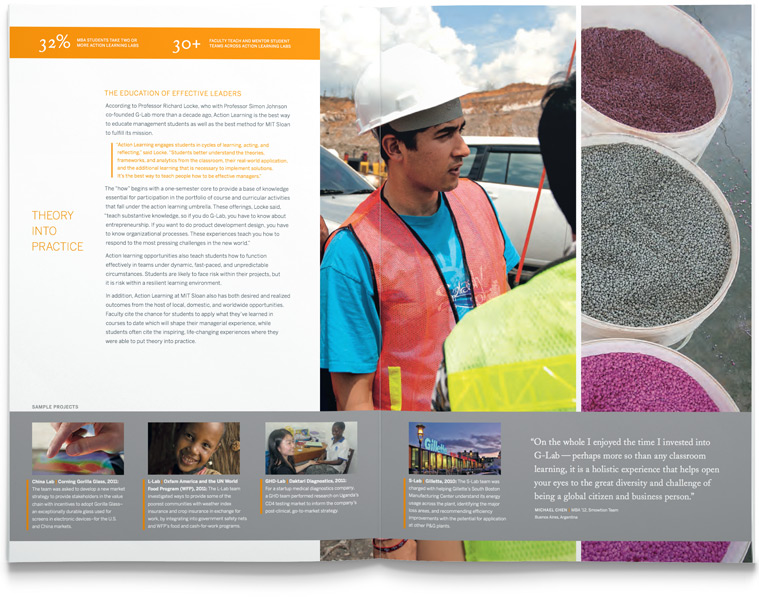 32%
MBA STUDENTS TAKE TWO OR
MORE ACTION LEARNING LABS
30+
FACULTY TEACH AND MENTOR STUDENT
TEAMS ACROSS ACTION LEARNING LABS
THE EDUCATION OF EFFECTIVE LEADERS
According to Professor Richard Locke, who with Professor Simon Johnson
co-founded G-Lab more than a decade ago, Action Learning is the best way
to educate management students as well as the best method for MIT Sloan
to fulfill its mission.
"Action Learning engages students in cycles of learning, acting, and
reflecting," said Locke. "Students better understand the theories,
frameworks, and analytics from the classroom, then real-world application,
and the additional learning that is necessary to implement solutions.
It's the best way to teach people how to be effective managers."
The "how" begins with a one-semester core to provide a base of knowledge
essential for participation in the portfolio of course and curricular activities
that fall under the action learning umbrella. These offerings, Locke said,
"teach substantive knowledge, so if you do G-Lab, you have to know about
entrepreneurship. If you want to do product development design, you have
to know organizational processes. These experiences teach you how to
respond to the most pressing challenges in the new world."
Action learning opportunities also teach students how to function
effectively in teams under dynamic, fast-paced, and unpredictable
circumstances. Students are likely to face risk within their projects, but
it is risk within a resilient learning environment.
In addition, Action Learning at MIT Sloan also has both desired and realized
outcomes from the host of local, domestic, and worldwide opportunities.
Faculty cite the chance for students to apply what they've learned in
courses to date which will shape their managerial experience, while
students often cite the inspiring, life-changing experiences where they
were able to put theory into practice.
THEORY
INTO
PRACTICE
SAMPLE PROJECTS
China Lab Corning Gorilla Glass, 2011:
The team was asked to develop a new market
strategy to provide stakeholders in the value
chain with incentives to adopt Gorilla Glass–
an exceptionally durable glass used for
screens in electronic devices–for the U.S.
and China markets.
L-Lab Oxfam America and the UN World
Food Program (WFP), 2011: The L-Lab team
investigated ways to provide some of the
poorest communities with weather index
insurance and crop insurance in exchange for
work, by integrating into government safety nets
and WFP's food and cash-for-work programs.
GHD-Lab Daktari Diagnostics, 2011:
For a startup medical diagnostics company,
a GHD team performed research on Uganda's
CD4 testing market to inform the company's
post-clinical, go-to-market strategy.
Gillette
S-Lab Gillette, 2010: The S-Lab team was
charged with helping Gillette's South Boston
Manufacturing Center understand its energy
usage across the plant, identifying the major
loss areas, and recommending efficiency
improvements with the potential for application
at other P&G plants.
"On the whole I enjoyed the time I invested into
G-Lab — perhaps more so than any classroom
learning, it is a holistic experience that helps open
your eyes to the great diversity and challenge of
being a global citizen and business person."
MICHAEL CHEN MBA '12, Simoation Team
Buenos Aires, Argentina